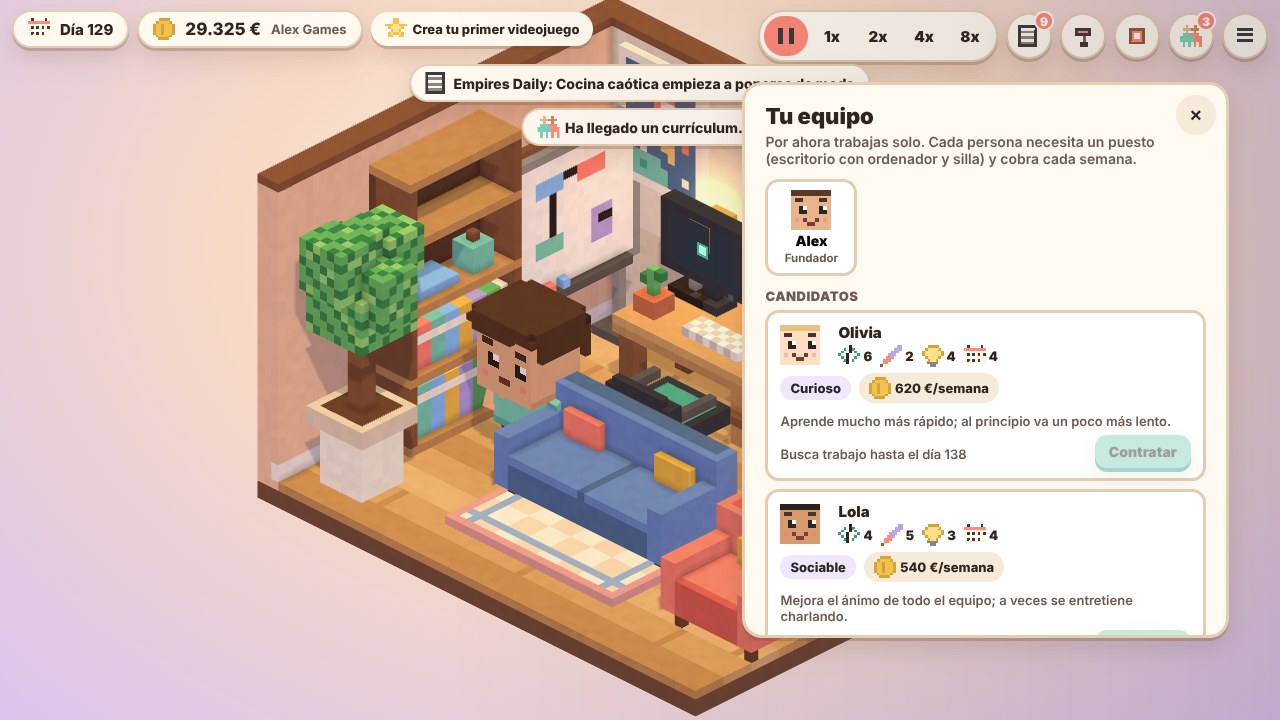 Día 129
29.325 € Alex Games
Crea tu primer videojuego
1x 2x 4x 8x
9
3
Empires Daily: Cocina caótica empieza a
Ha llegado un currículum.
Tu equipo
×
Por ahora trabajas solo. Cada persona necesita un puesto
(escritorio con ordenador y silla) y cobra cada semana.
Alex
Fundador
CANDIDATOS
Olivia
6 2 4 4
Curioso 620 €/semana
Aprende mucho más rápido; al principio va un poco más lento.
Busca trabajo hasta el día 138
Contratar
Lola
4 5 3 4
Sociable 540 €/semana
Mejora el ánimo de todo el equipo; a veces se entretiene
charlando.